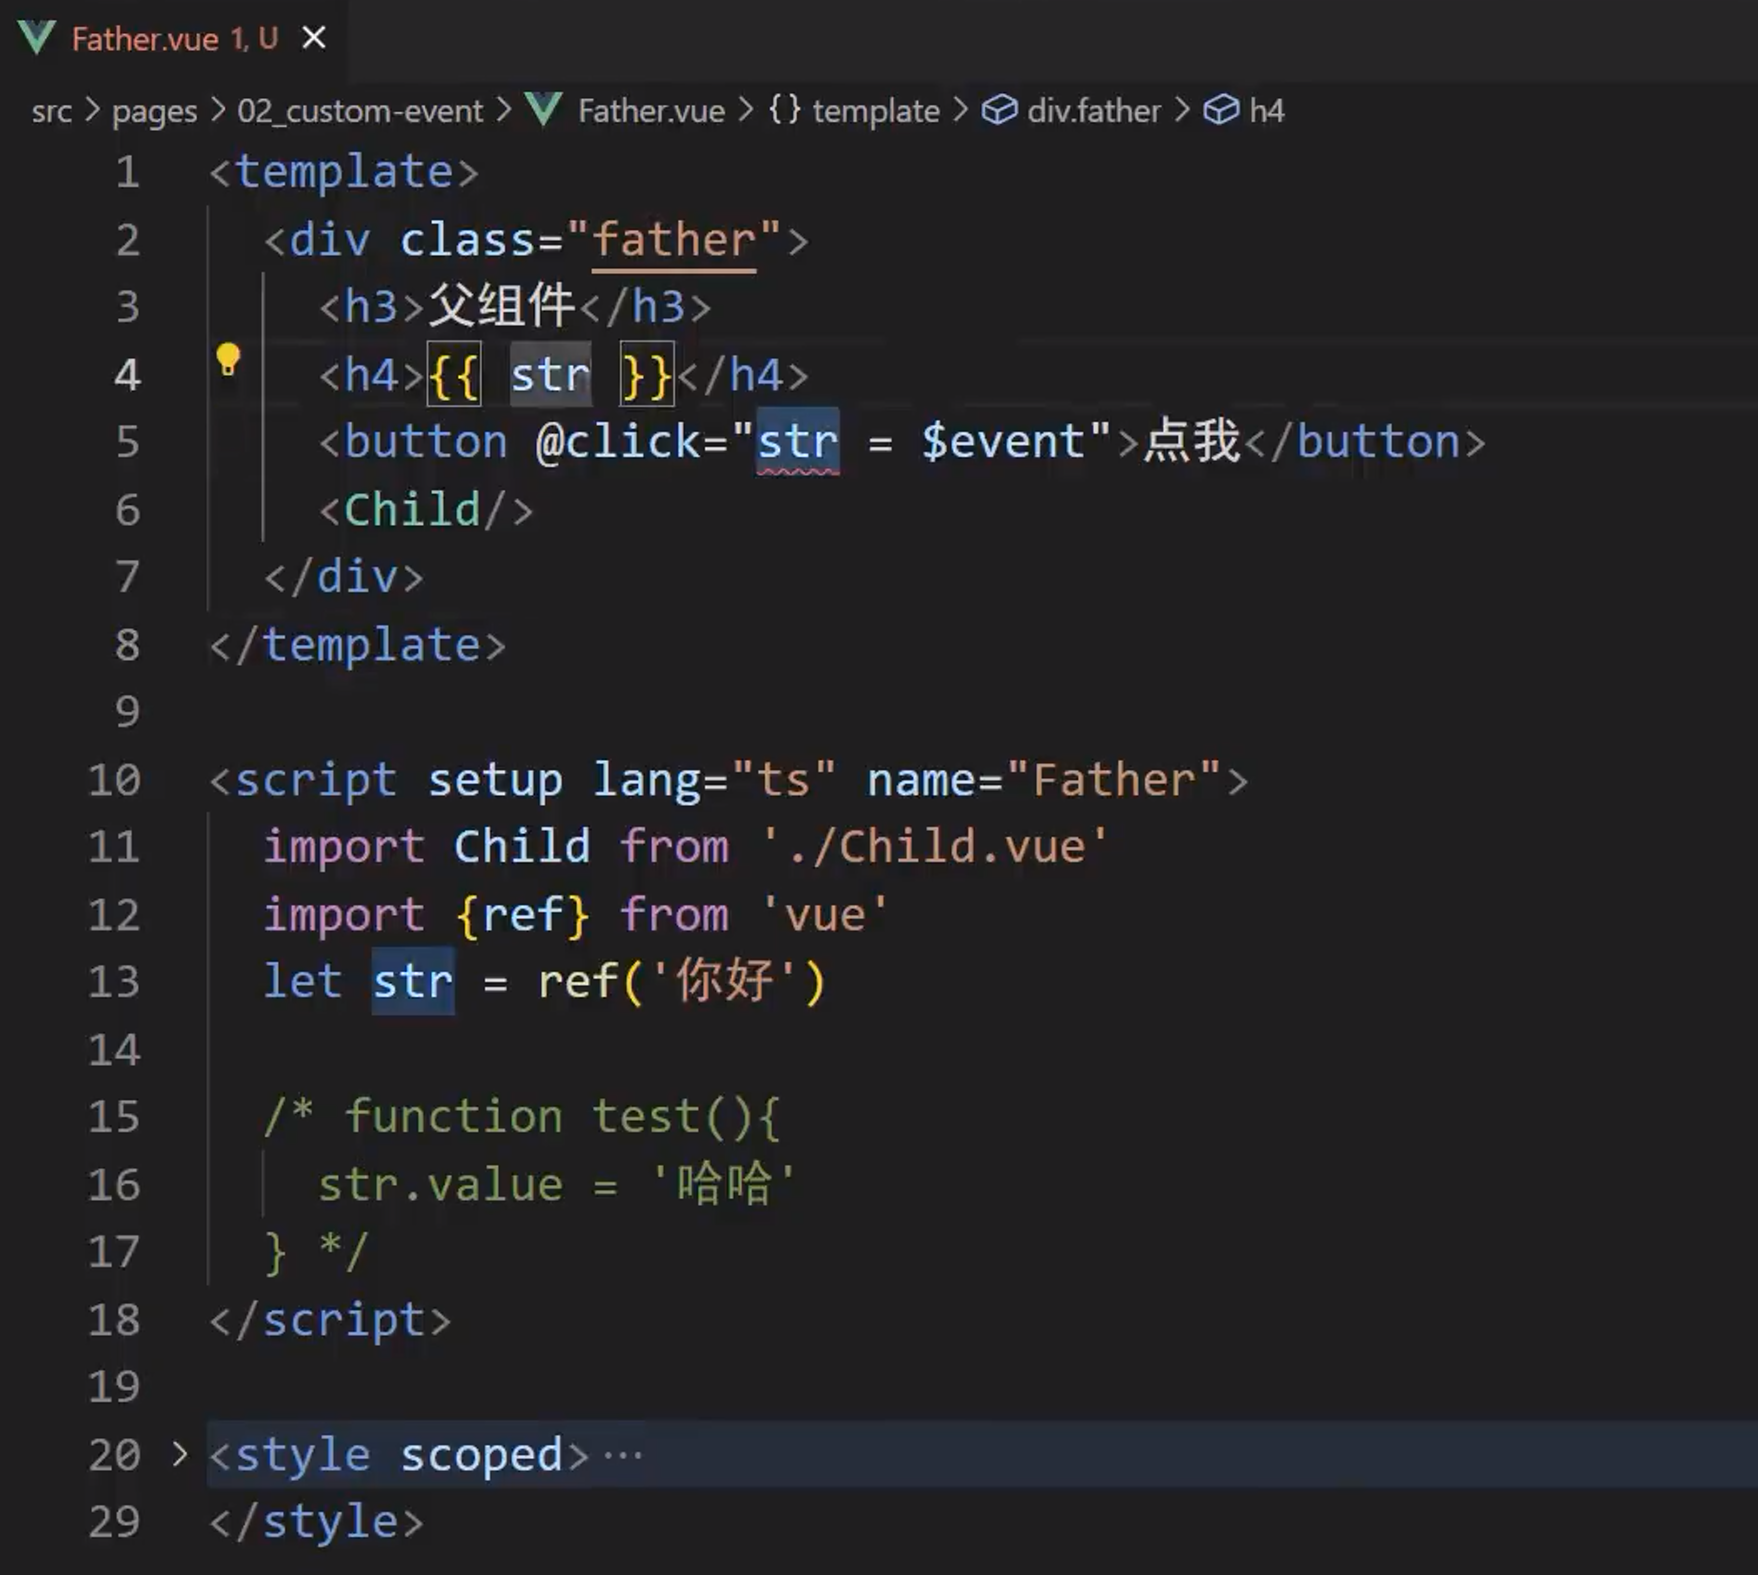 Father.vue 1, U
src > pages > 02_custom-event > Father.vue > {} template > div.father > h4
1 <template>
2 <div class="father">
3 <h3>父组件</h3>
4 <h4>{{ str }}</h4>
5 <button @click="str = $event">点我</button>
6 <Child/>
7 </div>
8 </template>
9
10 <script setup lang="ts" name="Father">
11 import Child from './Child.vue'
12 import {ref} from 'vue'
13 let str = ref('你好')
14
15 /* function test(){
16 str.value = '哈哈'
17 } */
18 </script>
19
20 <style scoped>···
29 </style>